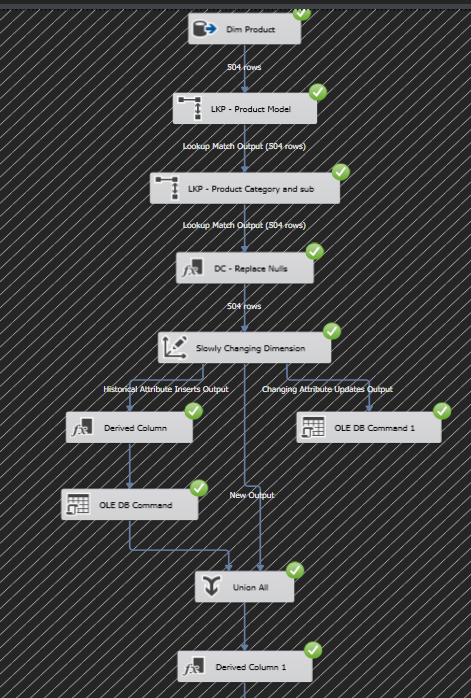 Dim Product
504 rows
LKP - Product Model
Lookup Match Output (504 rows)
LKP - Product Category and sub
Lookup Match Output (504 rows)
DC - Replace Nulls
504 rows
Slowly Changing Dimension
Historical Attribute Inserts Output
Changing Attribute Updates Output
Derived Column
OLE DB Command 1
OLE DB Command
New Output
Union All
Derived Column 1